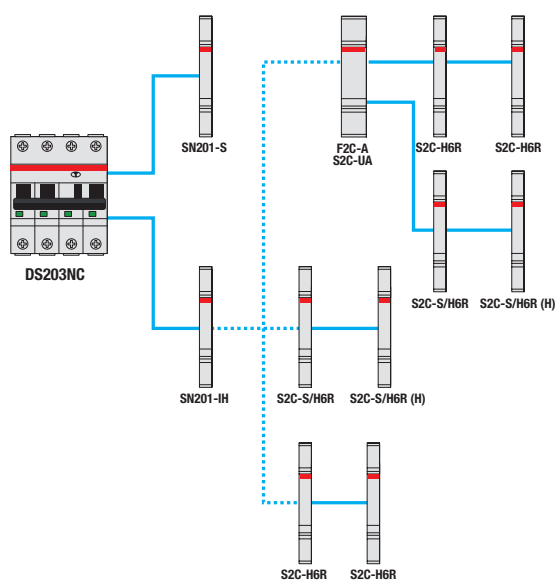 SN201-S
F2C-A
S2C-UA
S2C-H6R
S2C-H6R
DS203NC
S2C-S/H6R
S2C-S/H6R (H)
SN201-IH
S2C-S/H6R
S2C-S/H6R (H)
S2C-H6R
S2C-H6R